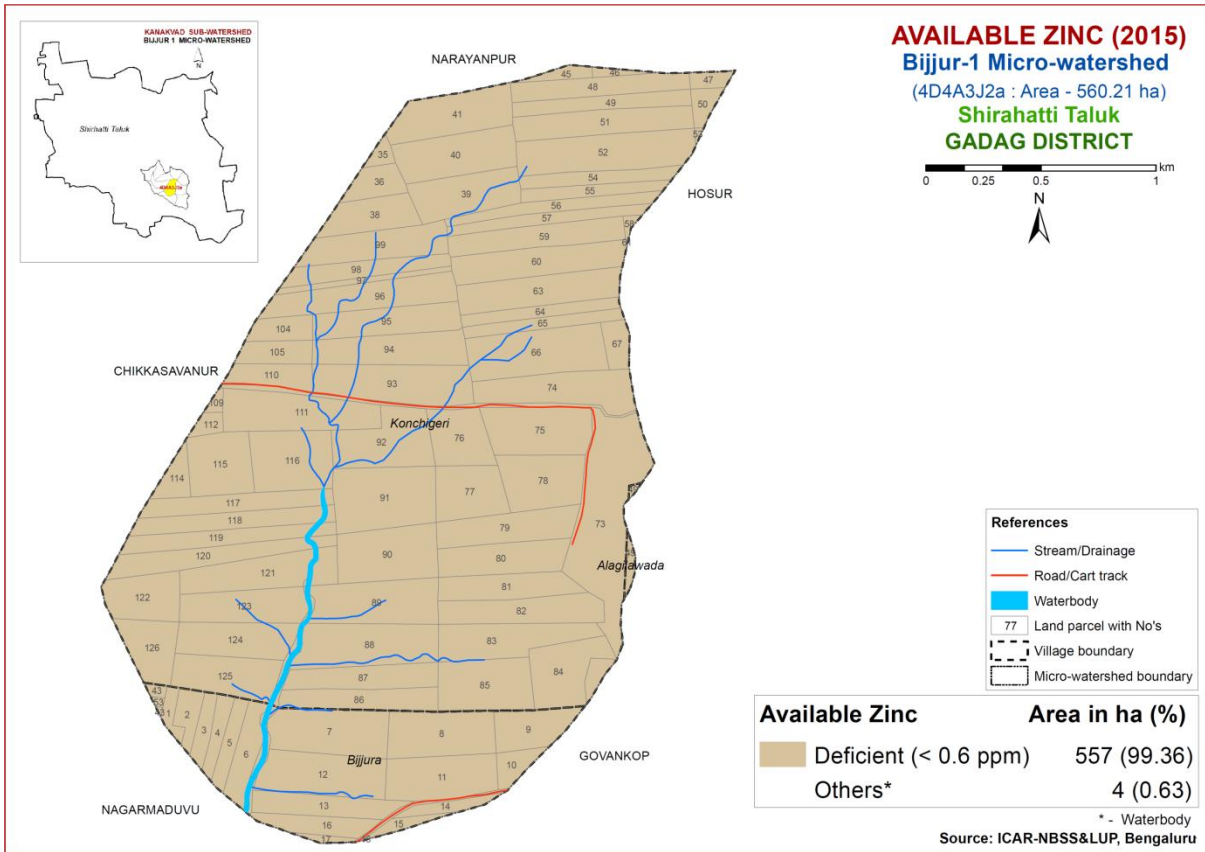 KANAKVAD SUB-WATERSHED
BIJJUR 1 MICRO-WATERSHED
N
Shirhatti Taluk
AVAILABLE ZINC (2015)
Bijjur-1 Micro-watershed
(4D4A3J2a : Area - 560.21 ha)
Shirahatti Taluk
GADAG DISTRICT
km
0 0.25 0.5 1
N
NARAYANPUR
HOSUR
CHIKKASAVANUR
GOVANKOP
NAGARMADUVU
45 46
47
48
49 50
41
51
53
35 40 52
36 54
39 55
56
38 57
58
99 59
61
60
98
97
96 63
64
95 65
104
67
105 94 66
110 93 74
109
111
112 Konchigeri
92 76 75
115 116
114 91 77 78
117
118 73
119 79
120 90 80
Alagilawada
121 81
122 123 89 82
124 88 83
126
125 87 84
85
43 86
53
43 1 2
3 4 5 6
7 8 9
12 Bijjura
11 10
13 14
16 15
17 18
References
Stream/Drainage
Road/Cart track
Waterbody
77 Land parcel with No's
Village boundary
Micro-watershed boundary
Available Zinc Area in ha (%)
Deficient (< 0.6 ppm) 557 (99.36)
Others* 4 (0.63)
* - Waterbody
Source: ICAR-NBSS&LUP, Bengaluru